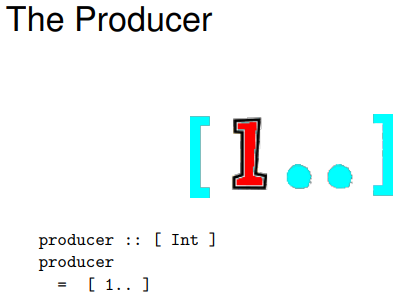 The Producer
[ 1.. ]
producer :: [ Int ]
producer
= [ 1.. ]